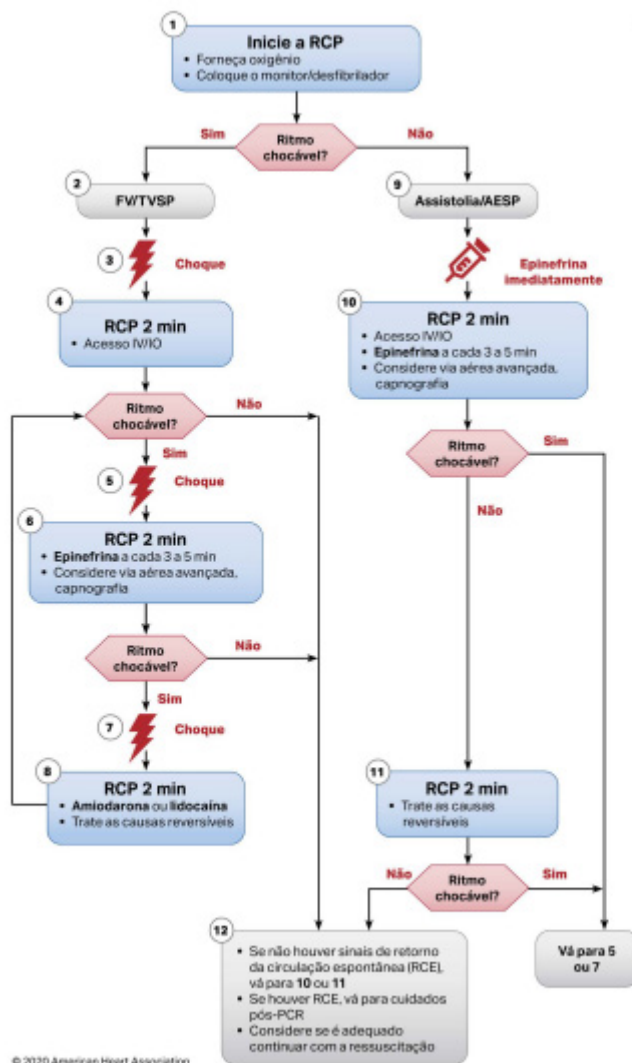 1
Inicie a RCP
• Forneça oxigênio
• Coloque o monitor/desfibrilador
Sim
Ritmo
chocável?
Não
2
FV/TVSP
9
Assistolia/AESP
3
Choque
Epinefrina
imediatamente
4
RCP 2 min
• Acesso IV/IO
10
RCP 2 min
• Acesso IV/IO
• Epinefrina a cada 3 a 5 min
• Considere via aérea avançada,
capnografia
Ritmo
chocável?
Não
Sim
Ritmo
chocável?
Sim
Não
5
Choque
6
RCP 2 min
• Epinefrina a cada 3 a 5 min
• Considere via aérea avançada,
capnografia
Ritmo
chocável?
Não
Sim
7
Choque
8
RCP 2 min
• Amiodarona ou lidocaína
• Trate as causas reversíveis
11
RCP 2 min
• Trate as causas
reversíveis
Não
Ritmo
chocável?
Sim
12
• Se não houver sinais de retorno
da circulação espontânea (RCE),
vá para 10 ou 11
• Se houver RCE, vá para cuidados
pós-PCR
• Considere se é adequado
continuar com a ressuscitação
Vá para 5
ou 7
© 2020 American Heart Association